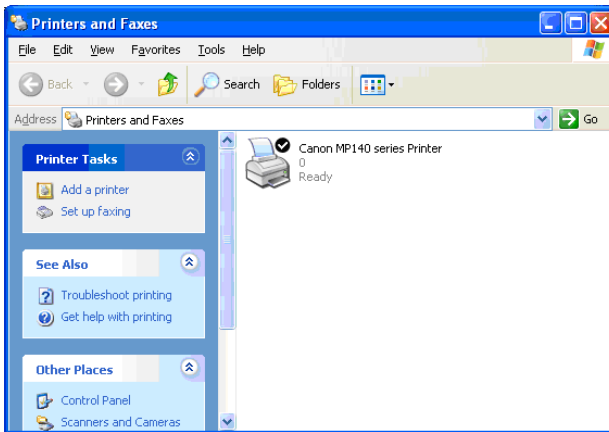 Printers and Faxes
File Edit View Favorites Tools Help
Back Search Folders
Address Printers and Faxes Go
Printer Tasks
Add a printer
Set up faxing
See Also
Troubleshoot printing
Get help with printing
Other Places
Control Panel
Scanners and Cameras
Canon MP140 series Printer
0
Ready